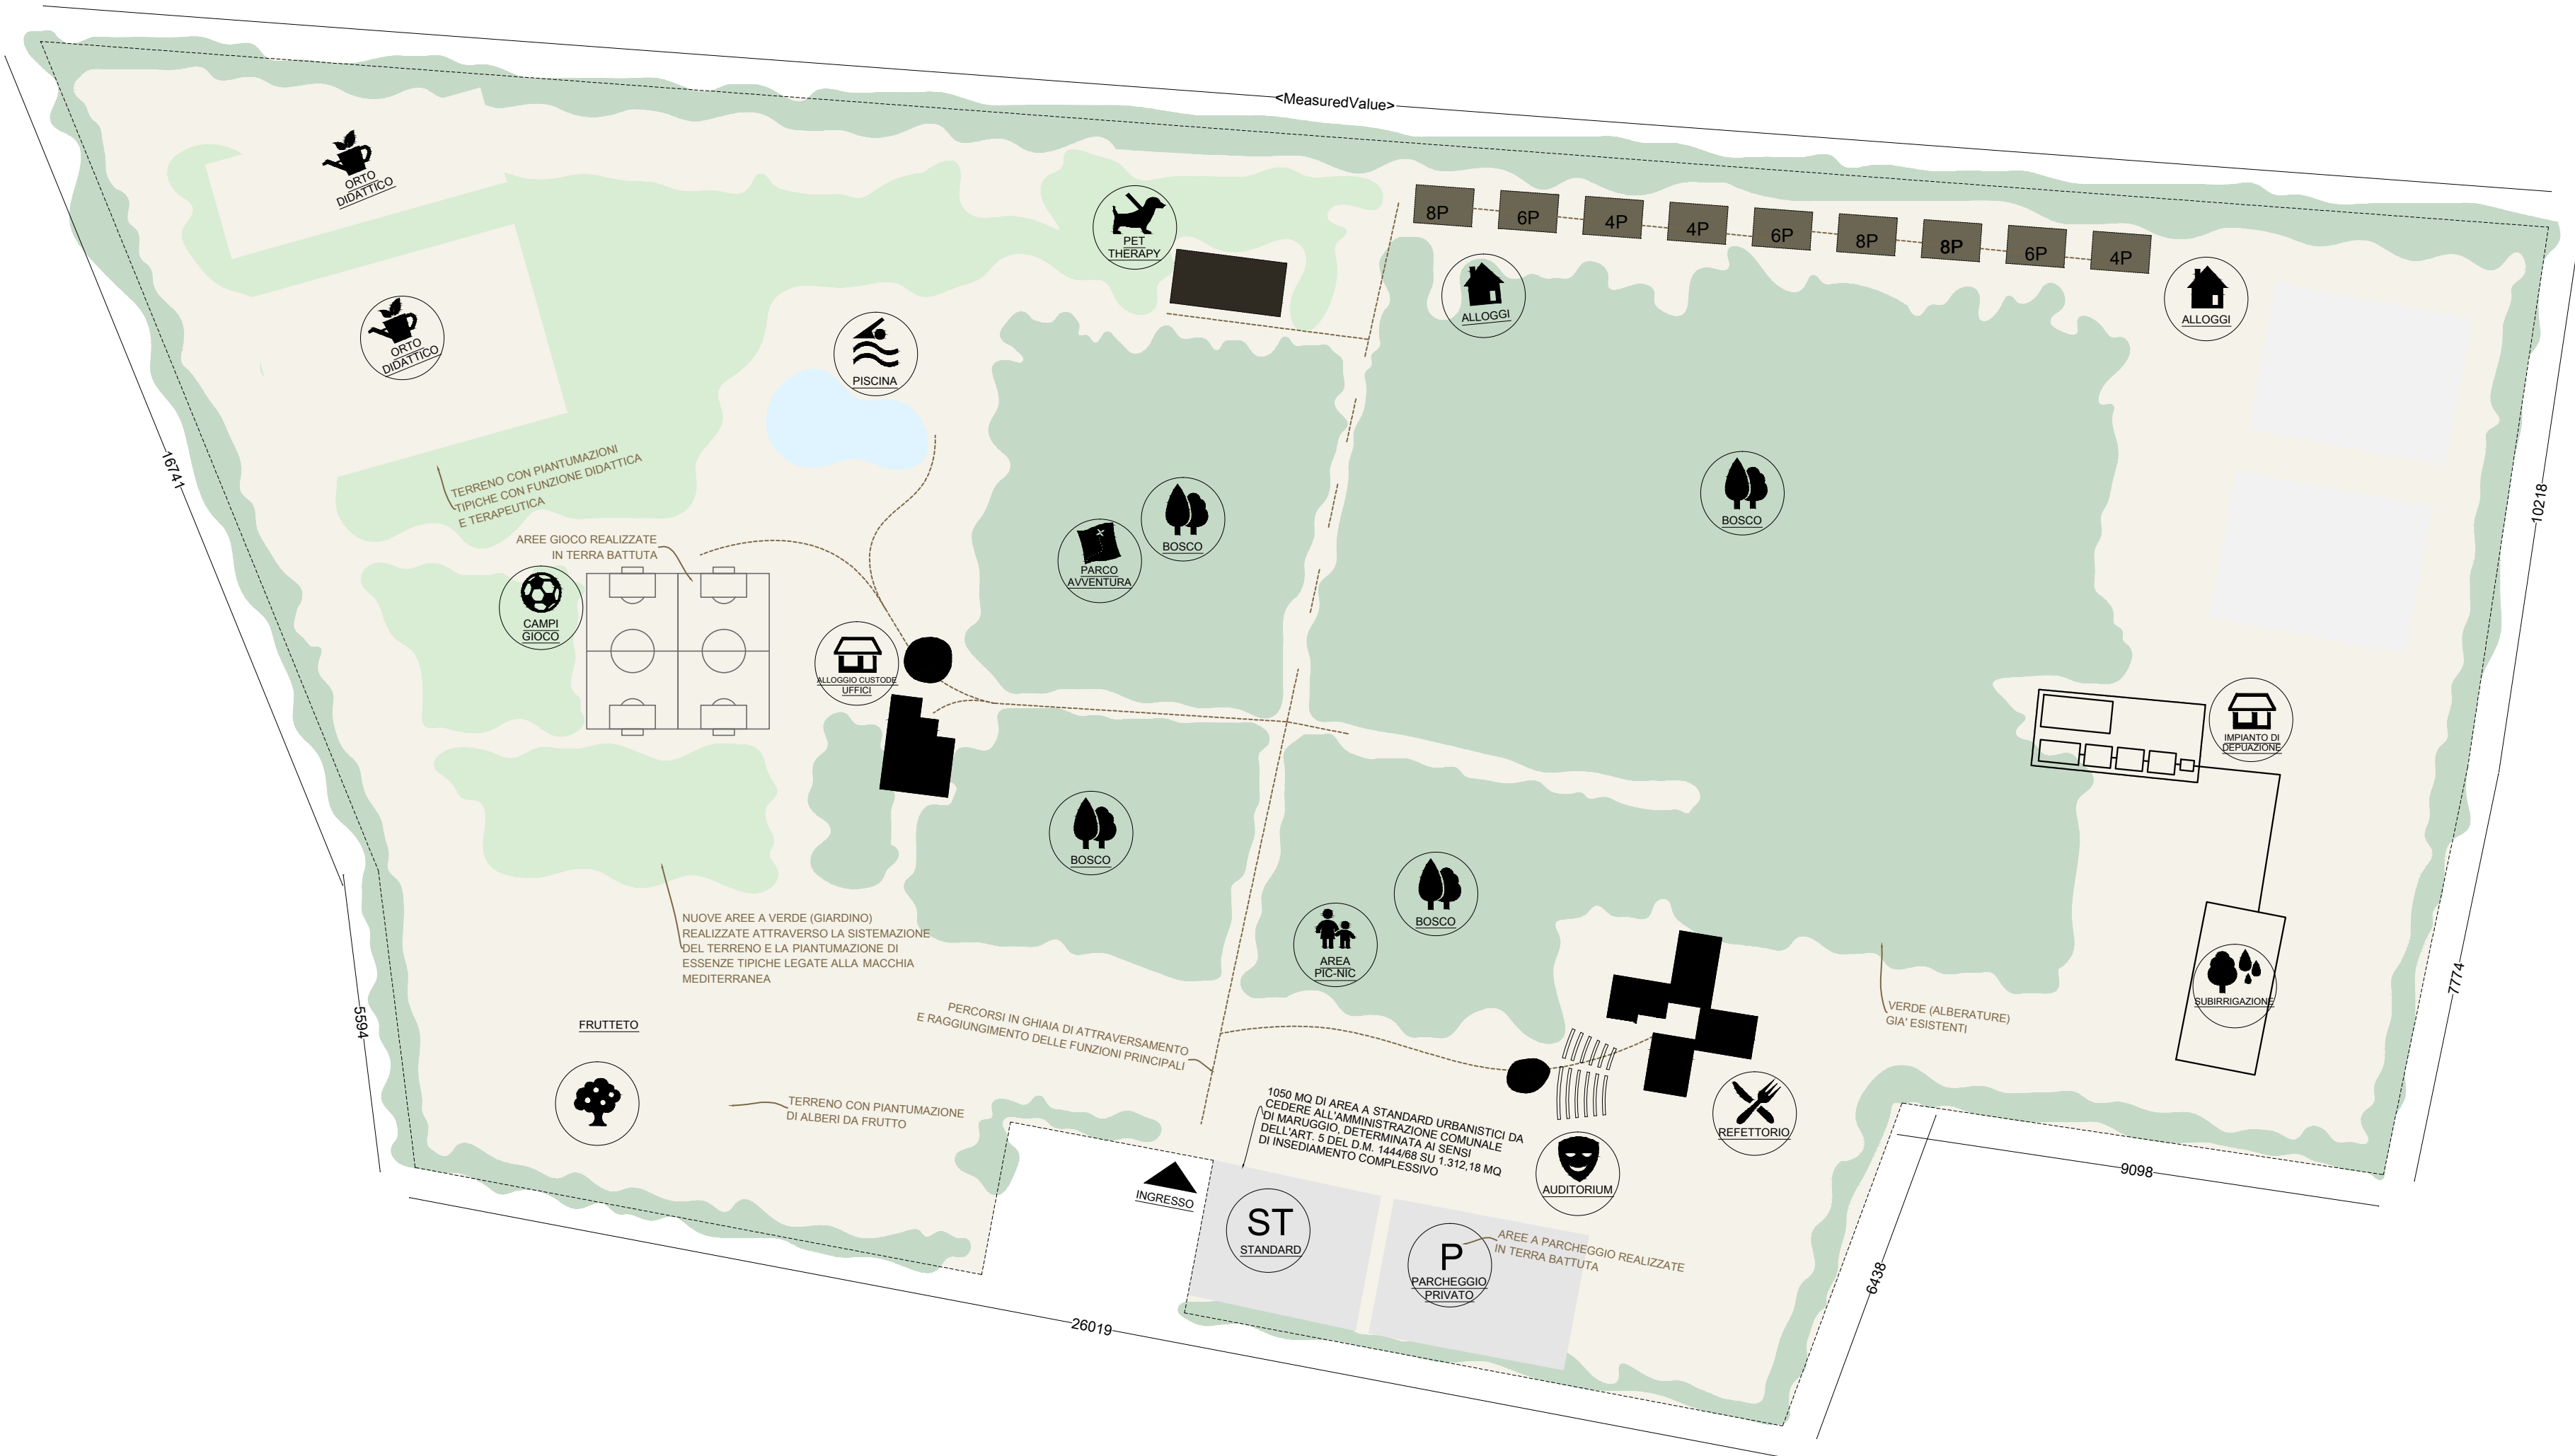 <MeasuredValue>
ORTO
DIDATTICO
PET
THERAPY
8P
6P
4P
4P
6P
8P
8P
6P
4P
ALLOGGI
ALLOGGI
ORTO
DIDATTICO
PISCINA
16741
10218
TERRENO CON PIANTUMAZIONI
TIPICHE CON FUNZIONE DIDATTICA
E TERAPEUTICA
AREE GIOCO REALIZZATE
IN TERRA BATTUTA
BOSCO
BOSCO
PARCO
AVVENTURA
CAMPI
GIOCO
ALLOGGIO CUSTODE
UFFICI
IMPIANTO DI
DEPUAZIONE
BOSCO
BOSCO
NUOVE AREE A VERDE (GIARDINO)
REALIZZATE ATTRAVERSO LA SISTEMAZIONE
DEL TERRENO E LA PIANTUMAZIONE DI
ESSENZE TIPICHE LEGATE ALLA MACCHIA
MEDITERRANEA
AREA
PIC-NIC
7774
SUBIRRIGAZIONE
VERDE (ALBERATURE)
GIA' ESISTENTI
5594
FRUTTETO
PERCORSI IN GHIAIA DI ATTRAVERSAMENTO
E RAGGIUNGIMENTO DELLE FUNZIONI PRINCIPALI
TERRENO CON PIANTUMAZIONE
DI ALBERI DA FRUTTO
1050 MQ DI AREA A STANDARD URBANISTICI DA
CEDERE ALL'AMMINISTRAZIONE COMUNALE
DI MARUGGIO, DETERMINATA AI SENSI
DELL'ART. 5 DEL D.M. 1444/68 SU 1.312,18 MQ
DI INSEDIAMENTO COMPLESSIVO
REFETTORIO
AUDITORIUM
9098
INGRESSO
ST
STANDARD
P
PARCHEGGIO
PRIVATO
AREE A PARCHEGGIO REALIZZATE
IN TERRA BATTUTA
6438
26019